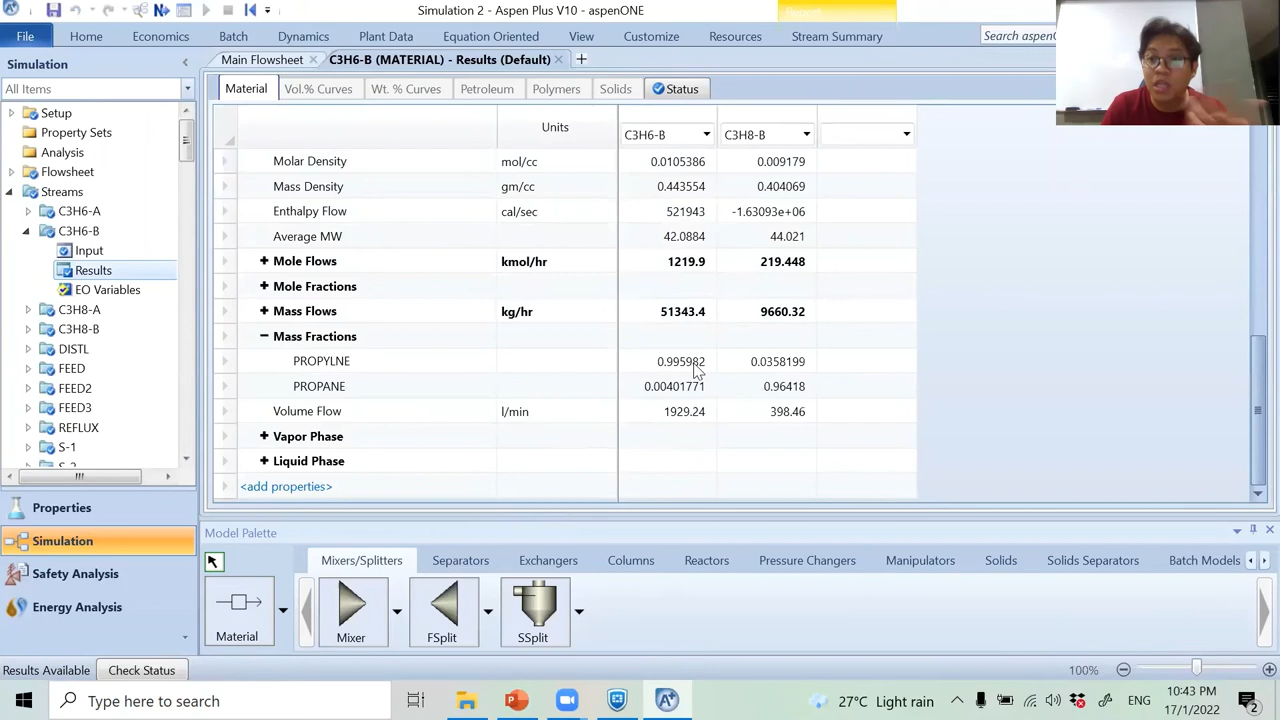 Simulation 2 - Aspen Plus V10 - aspenONE
File Home Economics Batch Dynamics Plant Data Equation Oriented View Customize Resources Stream Summary Search aspen
Simulation
Main Flowsheet C3H6-B (MATERIAL) - Results (Default)
All Items
Material Vol.% Curves Wt. % Curves Petroleum Polymers Solids Status
Setup
Property Sets
Analysis
Flowsheet
Streams
C3H6-A
C3H6-B
Input
Results
EO Variables
C3H8-A
C3H8-B
DISTL
FEED
FEED2
FEED3
REFLUX
S-1
Units C3H6-B C3H8-B
Molar Density mol/cc 0.0105386 0.009179
Mass Density gm/cc 0.443554 0.404069
Enthalpy Flow cal/sec 521943 -1.63093e+06
Average MW 42.0884 44.021
Mole Flows kmol/hr 1219.9 219.448
Mole Fractions
Mass Flows kg/hr 51343.4 9660.32
Mass Fractions
PROPYLNE 0.995982 0.0358199
PROPANE 0.00401771 0.96418
Volume Flow l/min 1929.24 398.46
Vapor Phase
Liquid Phase
<add properties>
Properties
Simulation
Safety Analysis
Energy Analysis
Model Palette
Mixers/Splitters Separators Exchangers Columns Reactors Pressure Changers Manipulators Solids Solids Separators Batch Models
Material Mixer FSplit SSplit
Results Available Check Status 100%
Type here to search 27°C Light rain ENG 10:43 PM
17/1/2022 2